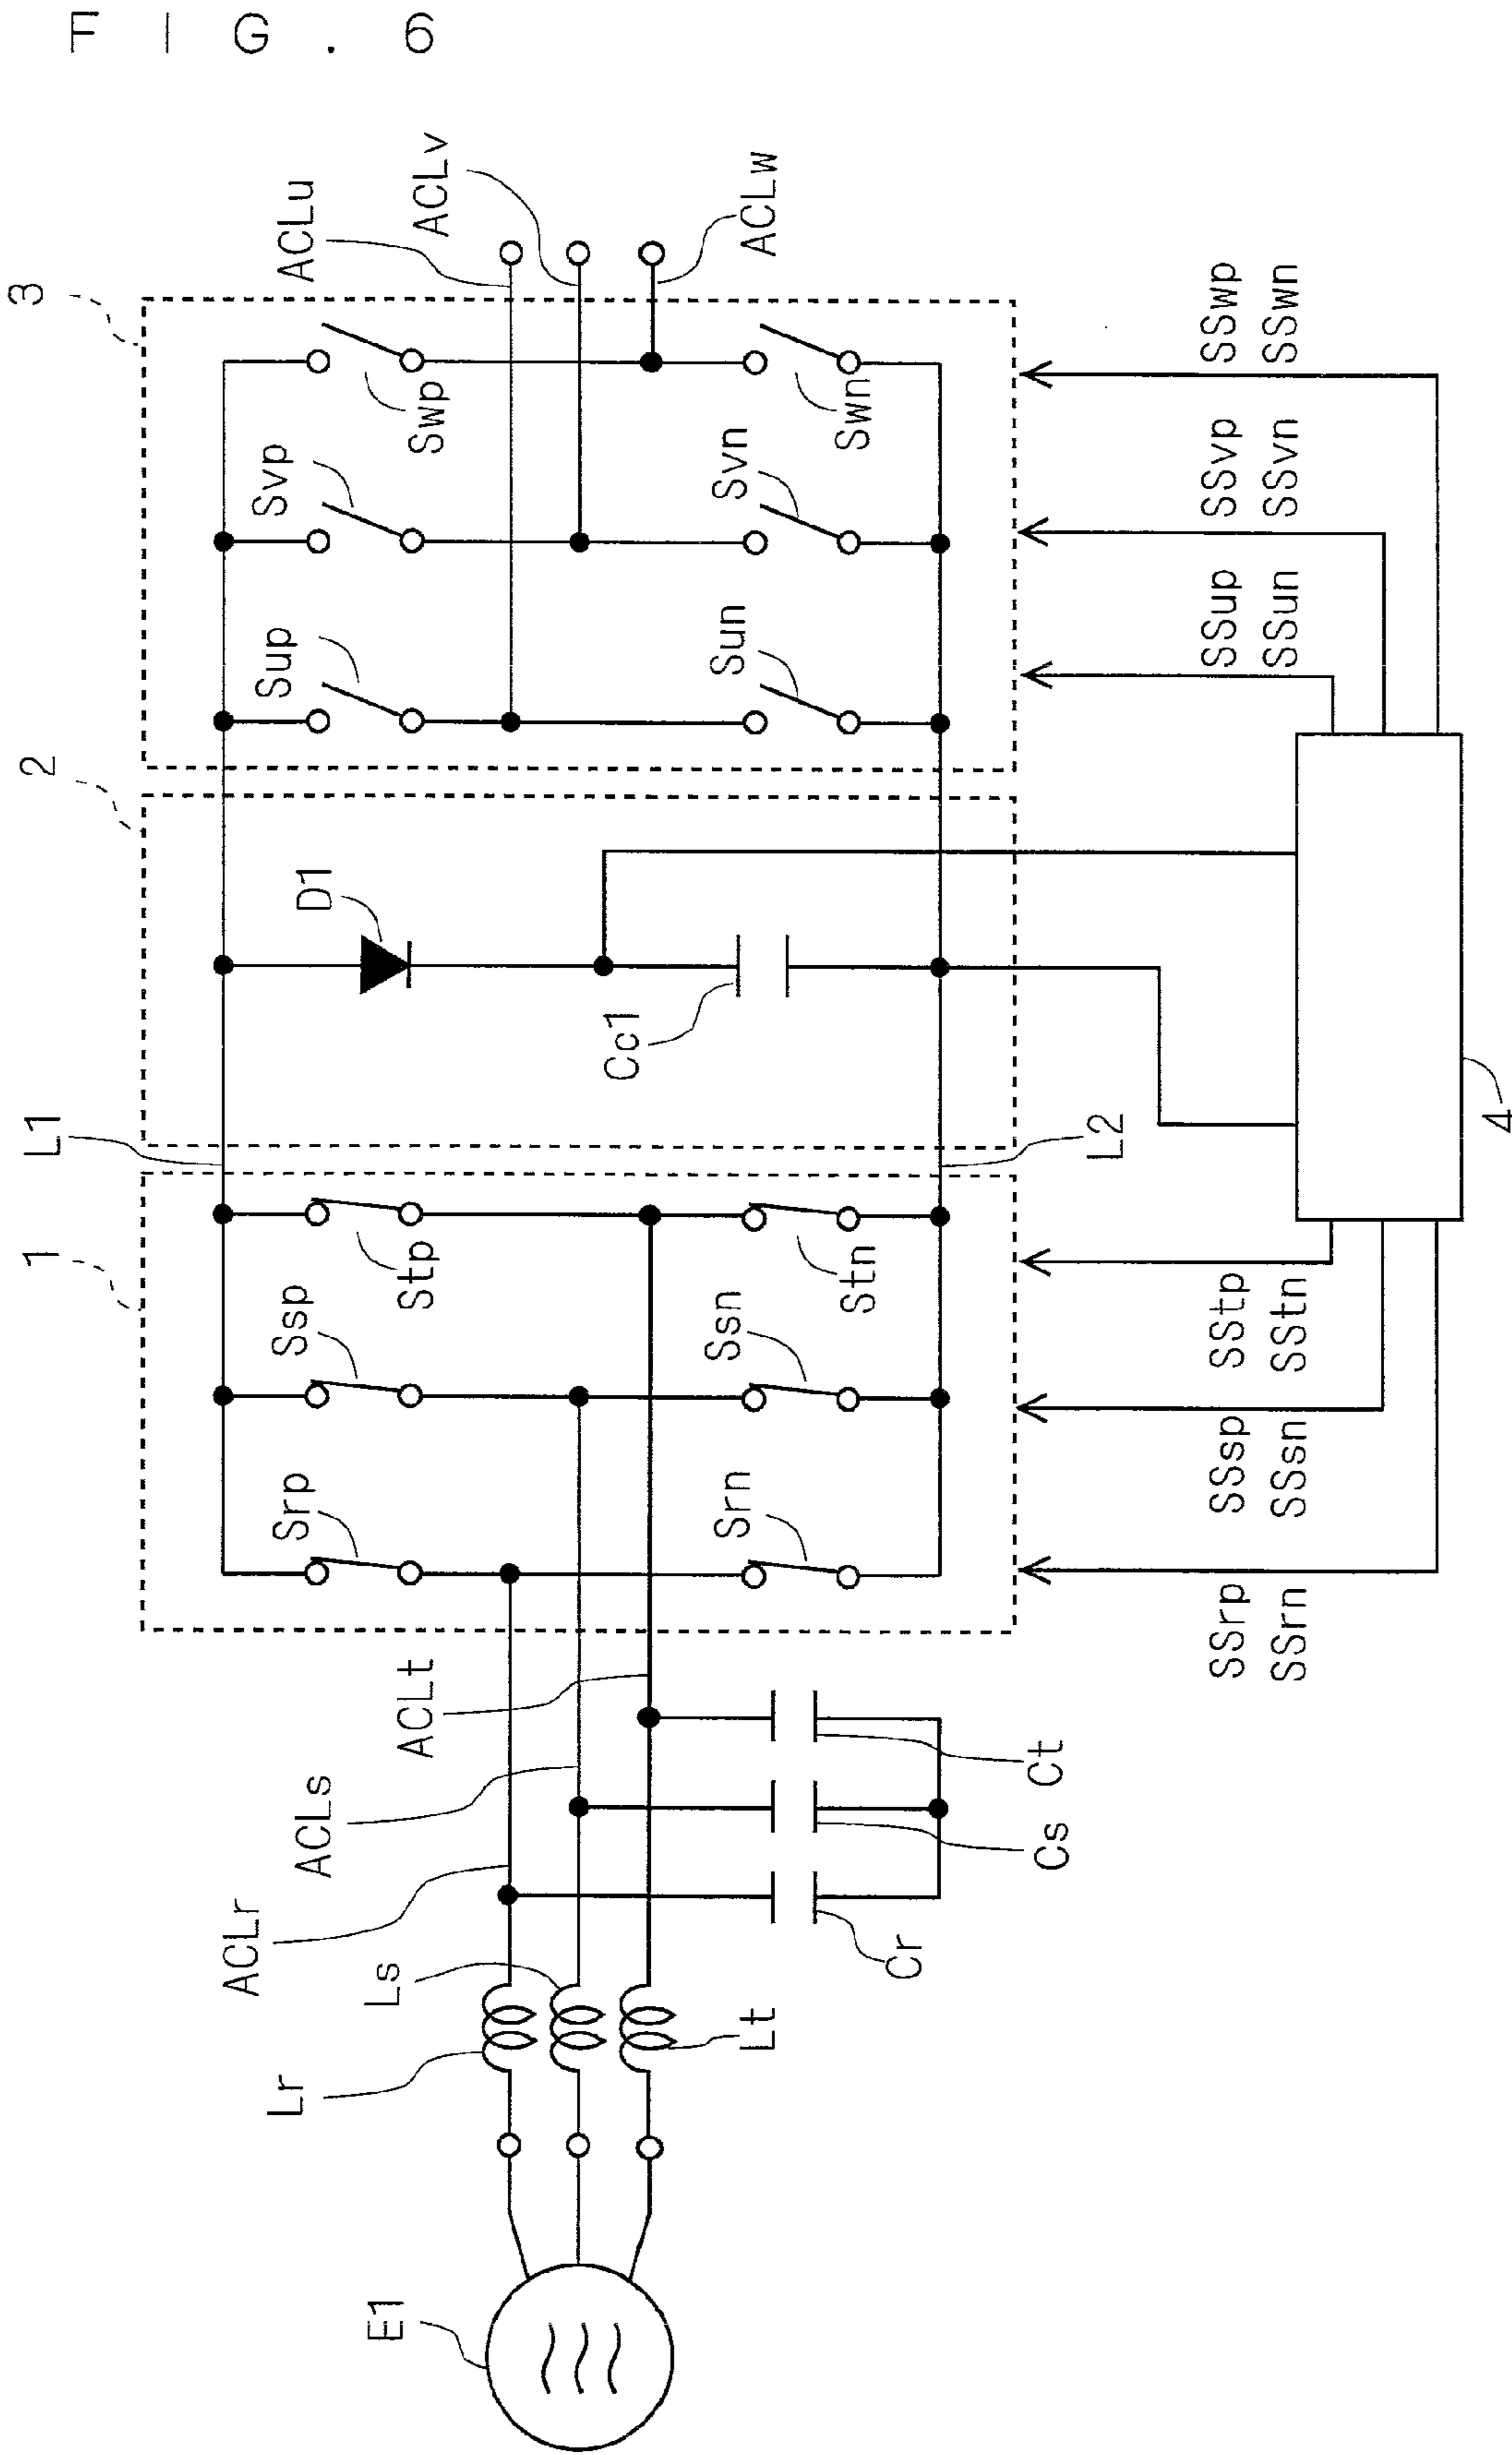 FIG. 6
3
ACLu
ACLv
ACLw
Swp
Swn
SSwp
SSwn
Svp
Svn
SSvp
SSvn
Sup
Sun
SSup
SSun
2
D1
Cc1
L1
L2
4
1
Stp
Stn
SStp
SStn
Ssp
Ssn
SSsp
SSsn
Srp
Srn
SSrp
SSrn
ACLt
ACLs
ACLr
Ct
Cs
Cr
Ls
Lr
Lt
E1